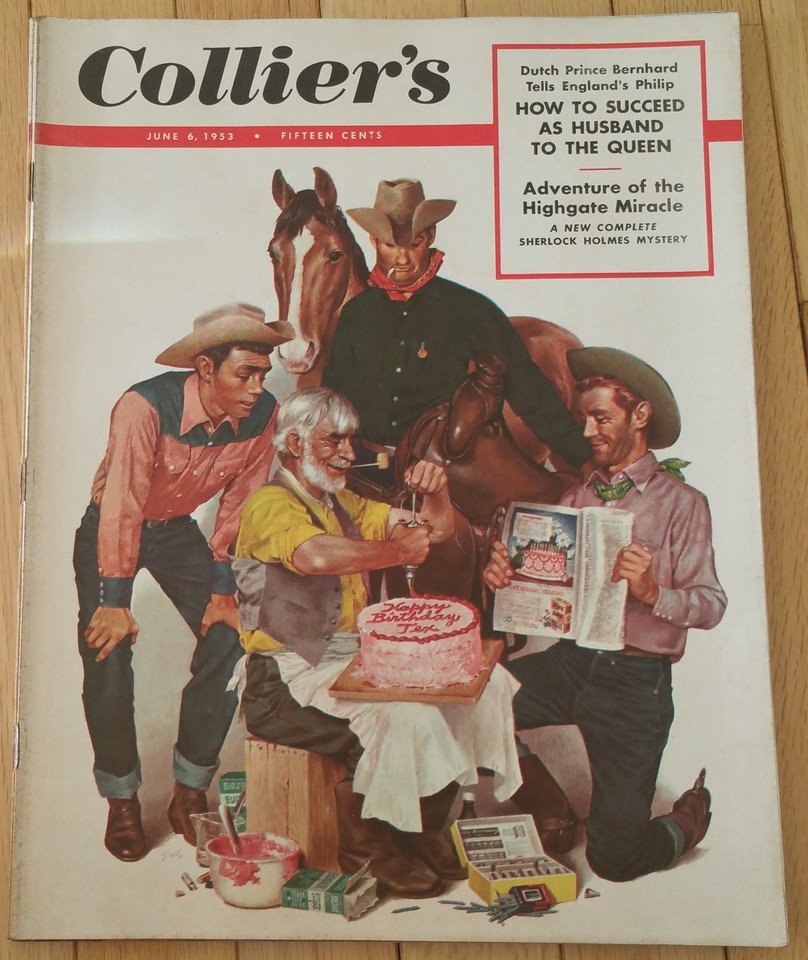 Collier's
JUNE 6, 1953 • FIFTEEN CENTS
Dutch Prince Bernhard
Tells England's Philip
HOW TO SUCCEED
AS HUSBAND
TO THE QUEEN
Adventure of the
Highgate Miracle
A NEW COMPLETE
SHERLOCK HOLMES MYSTERY
Happy
Birthday
Tex